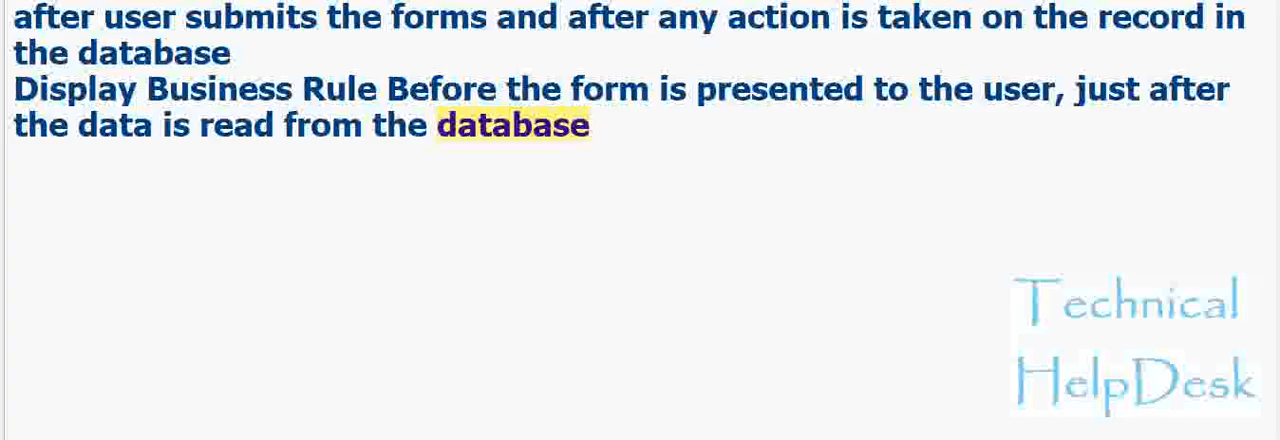 after user submits the forms and after any action is taken on the record in
the database
Display Business Rule Before the form is presented to the user, just after
the data is read from the database
Technical
HelpDesk